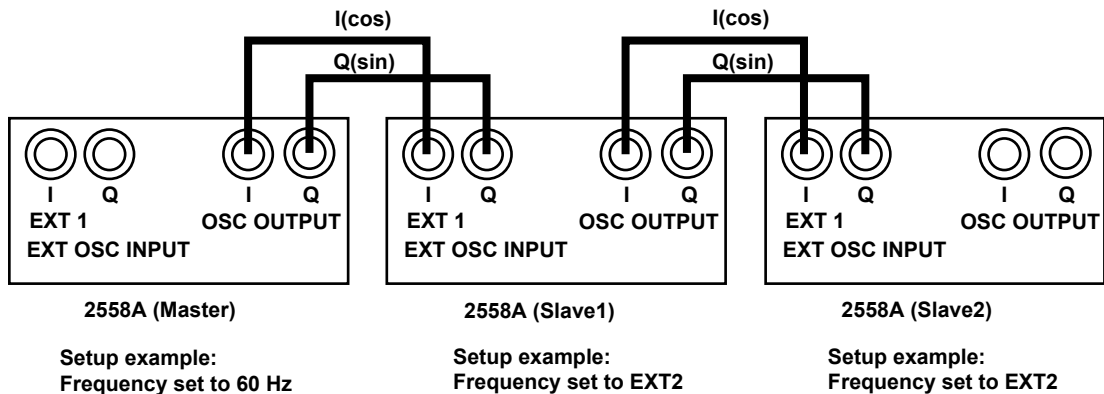 I(cos)
Q(sin)
I(cos)
Q(sin)
I Q I Q
EXT 1 OSC OUTPUT
EXT OSC INPUT
I Q I Q
EXT 1 OSC OUTPUT
EXT OSC INPUT
I Q I Q
EXT 1 OSC OUTPUT
EXT OSC INPUT
2558A (Master)
Setup example:
Frequency set to 60 Hz
2558A (Slave1)
Setup example:
Frequency set to EXT2
2558A (Slave2)
Setup example:
Frequency set to EXT2